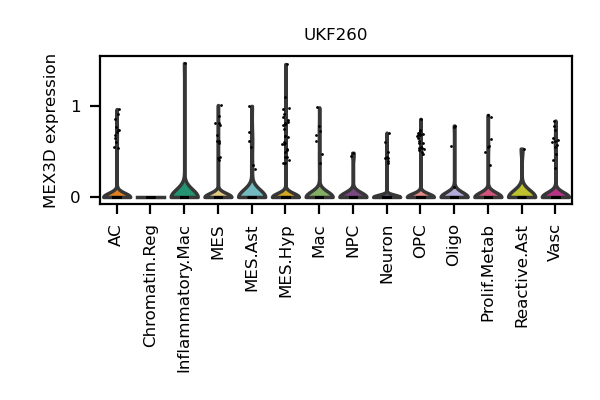 UKF260
MEX3D expression
1
0
AC
Chromatin.Reg
Inflammatory.Mac
MES
MES.Ast
MES.Hyp
Mac
NPC
Neuron
OPC
Oligo
Prolif.Metab
Reactive.Ast
Vasc